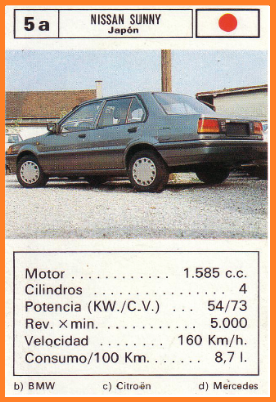 5a
NISSAN SUNNY
Japón
Motor ........... 1.585 c.c.
Cilindros .................... 4
Potencia (KW./C.V.) ... 54/73
Rev. × min. .......... 5.000
Velocidad ........ 160 Km/h.
Consumo/100 Km. ...... 8,7 l.
b) BMW c) Citroën d) Mercedes